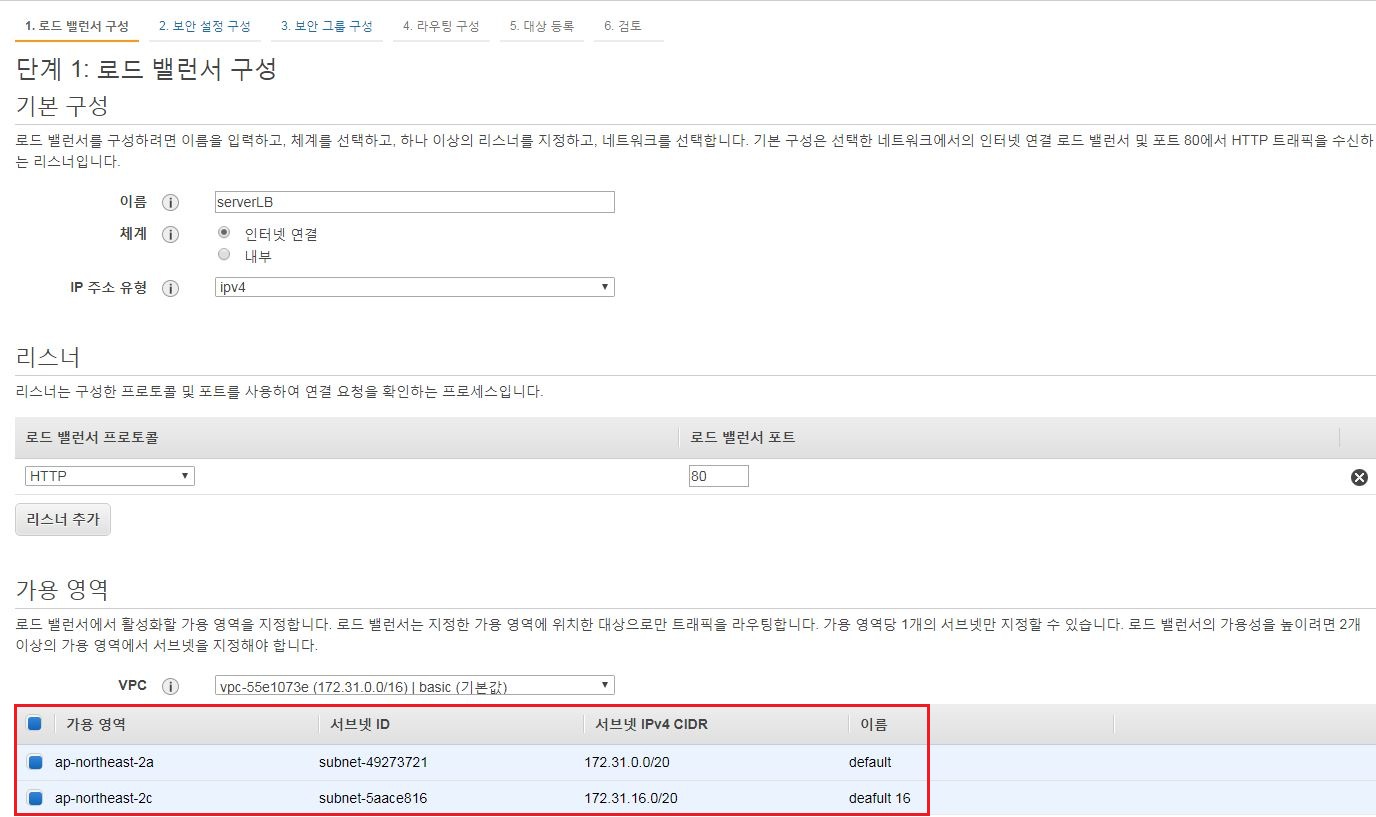 1. 로드 밸런서 구성 2. 보안 설정 구성 3. 보안 그룹 구성 4. 라우팅 구성 5. 대상 등록 6. 검토
단계 1: 로드 밸런서 구성
기본 구성
로드 밸런서를 구성하려면 이름을 입력하고, 체계를 선택하고, 하나 이상의 리스너를 지정하고, 네트워크를 선택합니다. 기본 구성은 선택한 네트워크에서의 인터넷 연결 로드 밸런서 및 포트 80에서 HTTP 트래픽을 수신하
는 리스너입니다.
이름 i serverLB
체계 i 인터넷 연결
내부
IP 주소 유형 i ipv4
리스너
리스너는 구성한 프로토콜 및 포트를 사용하여 연결 요청을 확인하는 프로세스입니다.
로드 밸런서 프로토콜 로드 밸런서 포트
HTTP 80
리스너 추가
가용 영역
로드 밸런서에서 활성화할 가용 영역을 지정합니다. 로드 밸런서는 지정한 가용 영역에 위치한 대상으로만 트래픽을 라우팅합니다. 가용 영역당 1개의 서브넷만 지정할 수 있습니다. 로드 밸런서의 가용성을 높이려면 2개
이상의 가용 영역에서 서브넷을 지정해야 합니다.
VPC i vpc-55e1073e (172.31.0.0/16) | basic (기본값)
가용 영역 서브넷 ID 서브넷 IPv4 CIDR 이름
ap-northeast-2a subnet-49273721 172.31.0.0/20 default
ap-northeast-2c subnet-5aace816 172.31.16.0/20 deafult 16